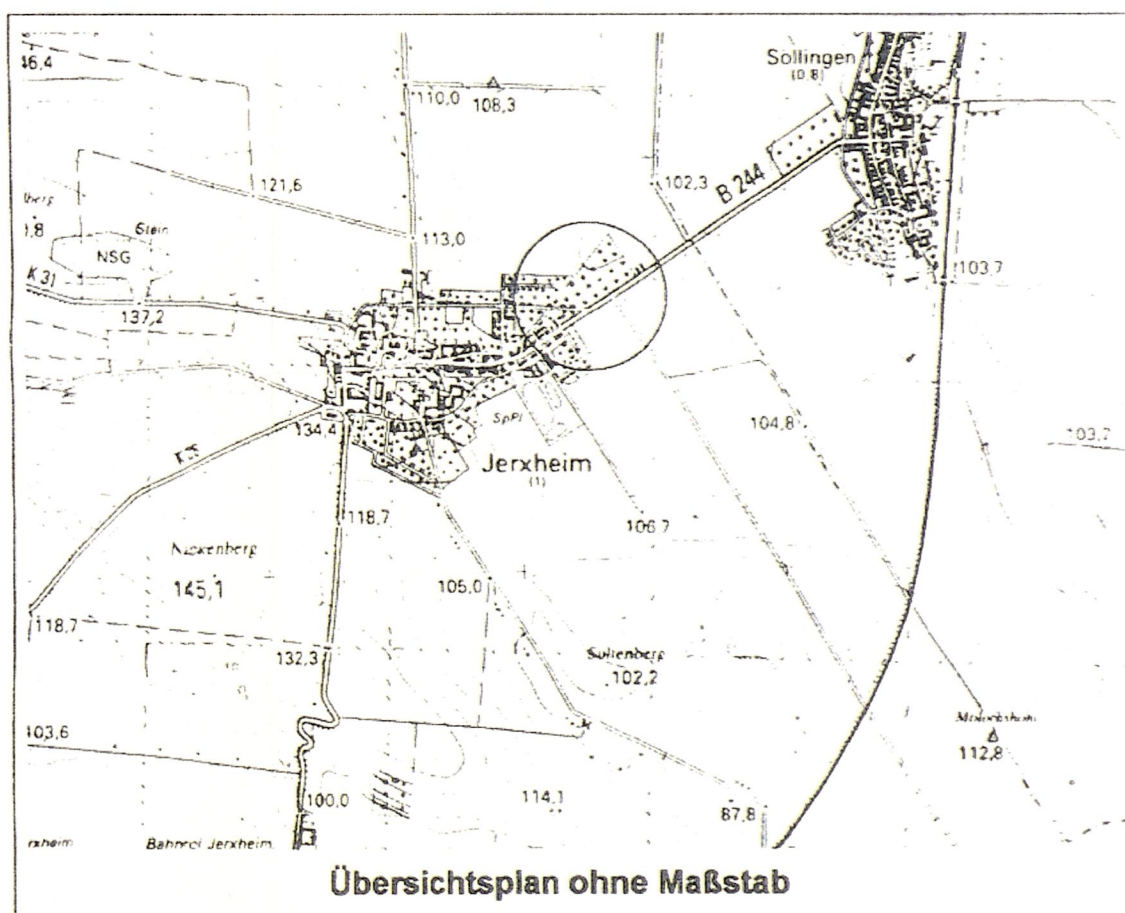 46,4
110,0
108,3
Söllingen
(0,8)
121,6
102,3
B 244
113,0
NSG
K 31
137,2
103,7
134,4
SpPl
104,8
103,7
Jerxheim
(1)
118,7
106,7
145,1
105,0
118,7
132,3
102,2
103,6
112,8
100,0
114,1
87,8
rxheim
Bahnhof Jerxheim
Übersichtsplan ohne Maßstab